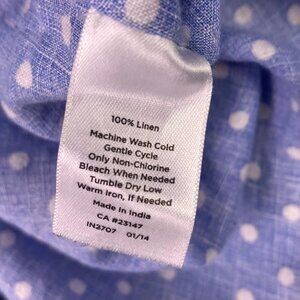 100% Linen
Machine Wash Cold
Gentle Cycle
Only Non-Chlorine
Bleach When Needed
Tumble Dry Low
Warm Iron, If Needed
Made In India
CA #23147
IN3707 01/14